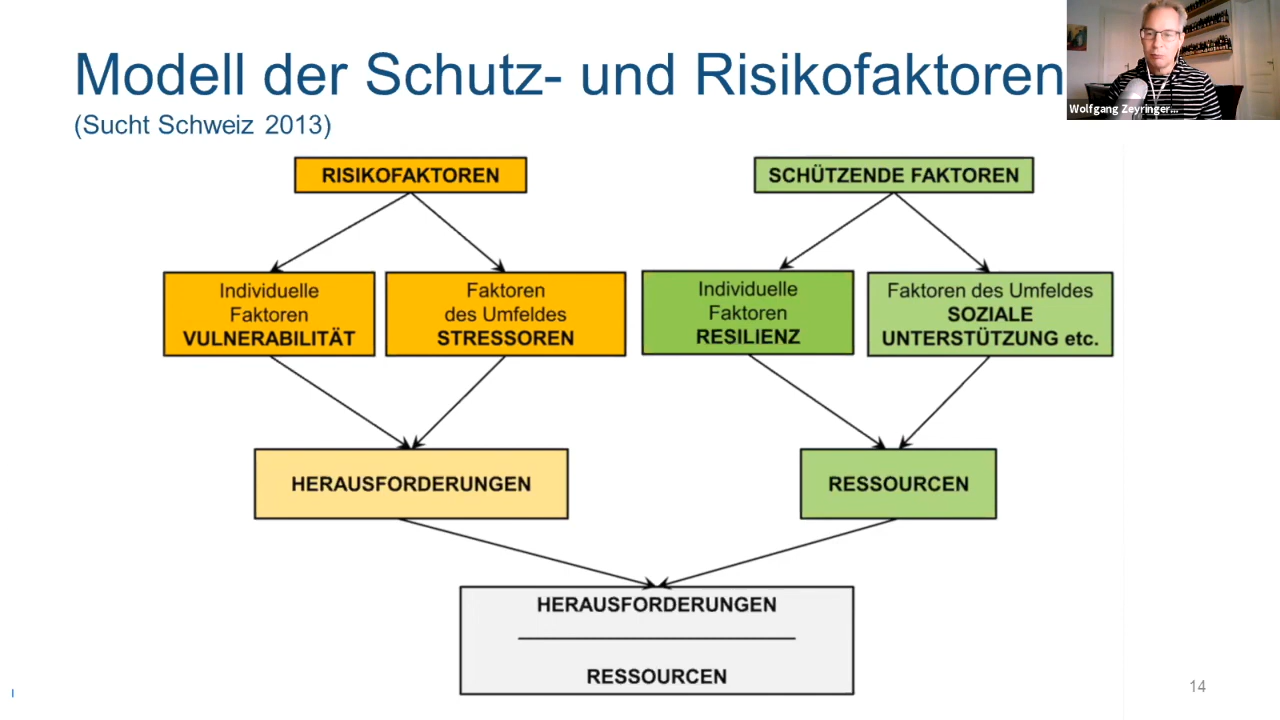 Modell der Schutz- und Risikofaktoren
(Sucht Schweiz 2013)
Wolfgang Zeyringer...
RISIKOFAKTOREN
SCHÜTZENDE FAKTOREN
Individuelle
Faktoren
VULNERABILITÄT
Faktoren
des Umfeldes
STRESSOREN
Individuelle
Faktoren
RESILIENZ
Faktoren des Umfeldes
SOZIALE
UNTERSTÜTZUNG etc.
HERAUSFORDERUNGEN
RESSOURCEN
HERAUSFORDERUNGEN
RESSOURCEN
14